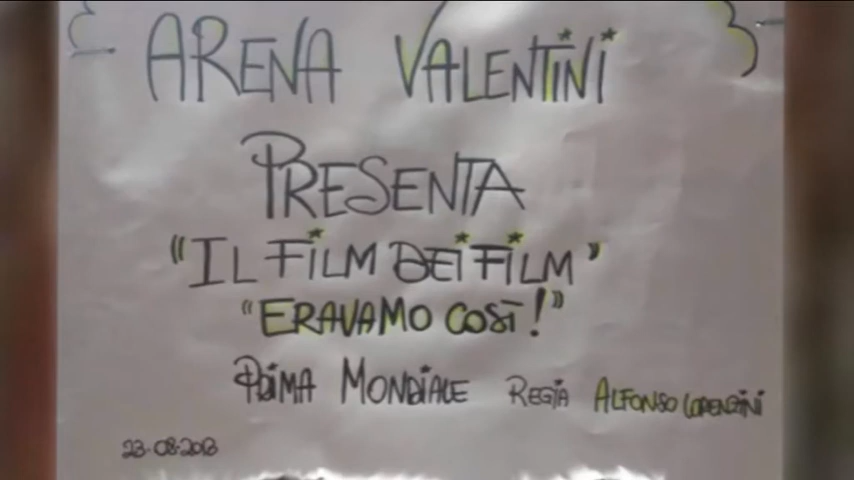 ARENA VALENTINI
PRESENTA
"IL FILM DEI FILM"
"ERAVAMO COSÌ!"
PRIMA MONDIALE REGIA ALFONSO LORENZINI
23-08-2013